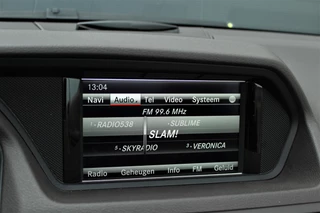 13:04
Navi Audio Tel Video Systeem
FM 99.6 MHz
RADIO538 SUBLIME
SLAM!
5 SKYRADIO 3 VERONICA
Radio Geheugen Info FM Geluid